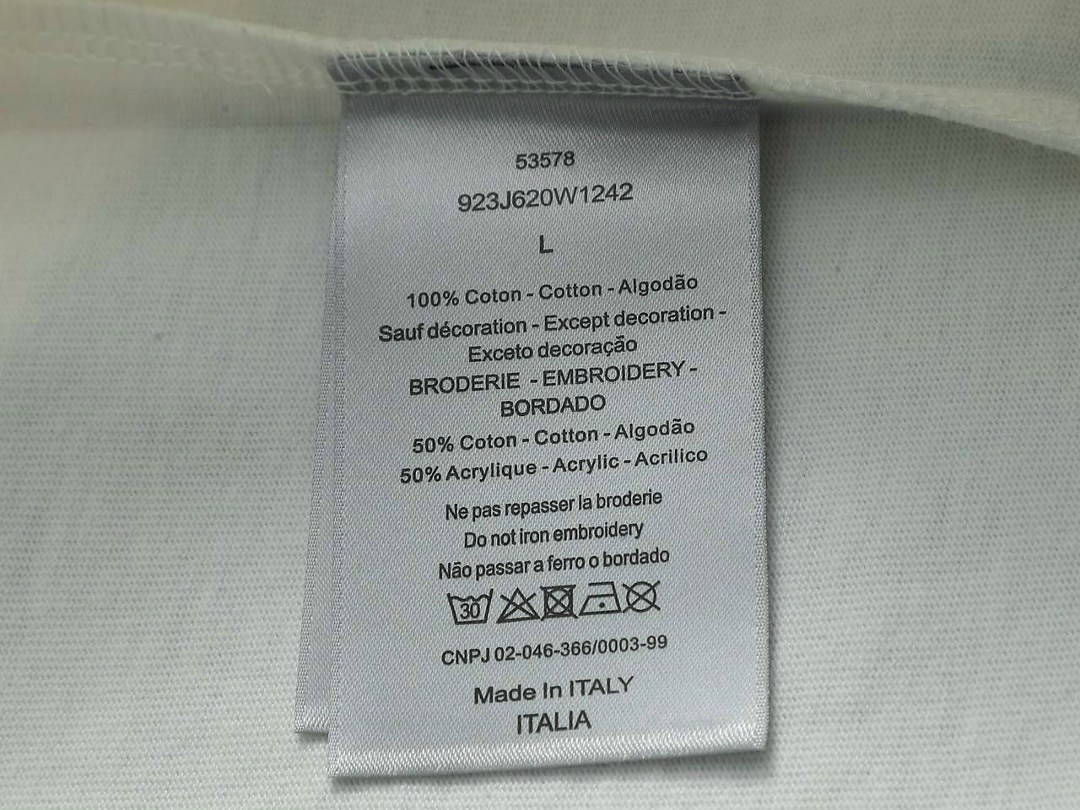 53578
923J620W1242
L
100% Coton - Cotton - Algodão
Sauf décoration - Except decoration -
Exceto decoração
BRODERIE - EMBROIDERY -
BORDADO
50% Coton - Cotton - Algodão
50% Acrylique - Acrylic - Acrilico
Ne pas repasser la broderie
Do not iron embroidery
Não passar a ferro o bordado
30
CNPJ 02-046-366/0003-99
Made In ITALY
ITALIA